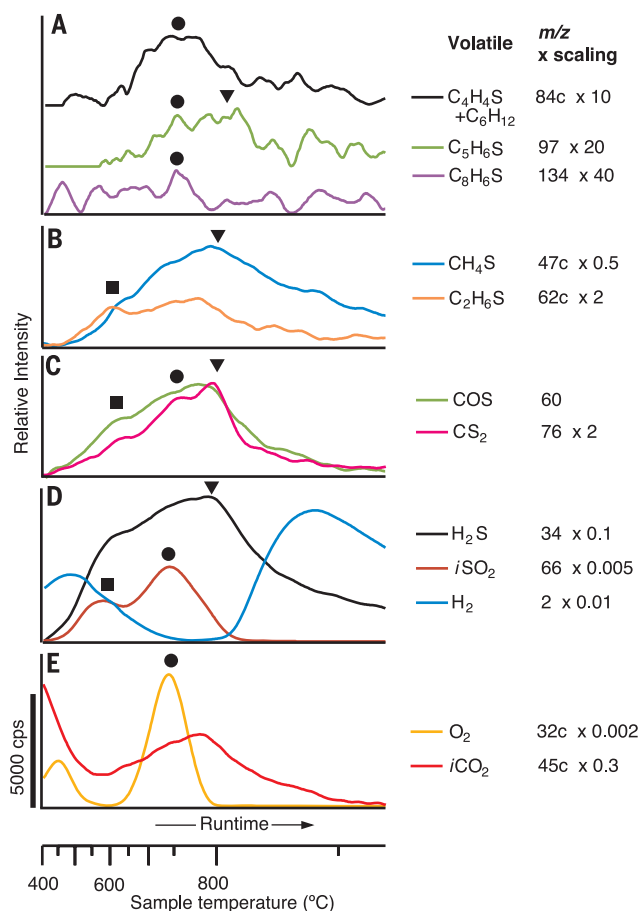 A
Volatile
m/z
x scaling
C4H4S 84c x 10
+C6H12
C5H6S 97 x 20
C8H6S 134 x 40
B
CH4S 47c x 0.5
C2H6S 62c x 2
Relative Intensity
C
COS 60
CS2 76 x 2
D
H2S 34 x 0.1
iSO2 66 x 0.005
H2 2 x 0.01
E
5000 cps
O2 32c x 0.002
iCO2 45c x 0.3
Runtime
400 600 800
Sample temperature (ºC)